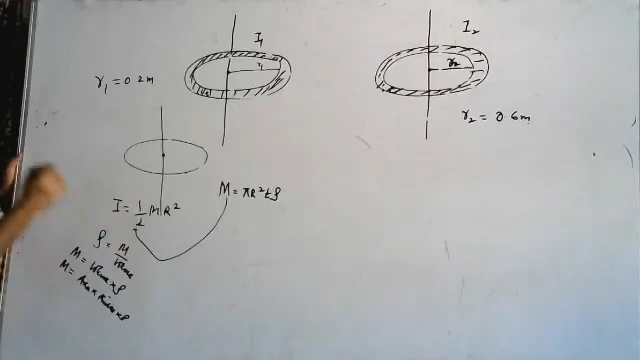 I₁
I₂
r₁
r₂
r₁ = 0.2m
r₂ = 0.6m
M = πR²tρ
I = 1/2 MR²
ρ = M/Volume
M = Volume × ρ
M = Area × thickness × ρ